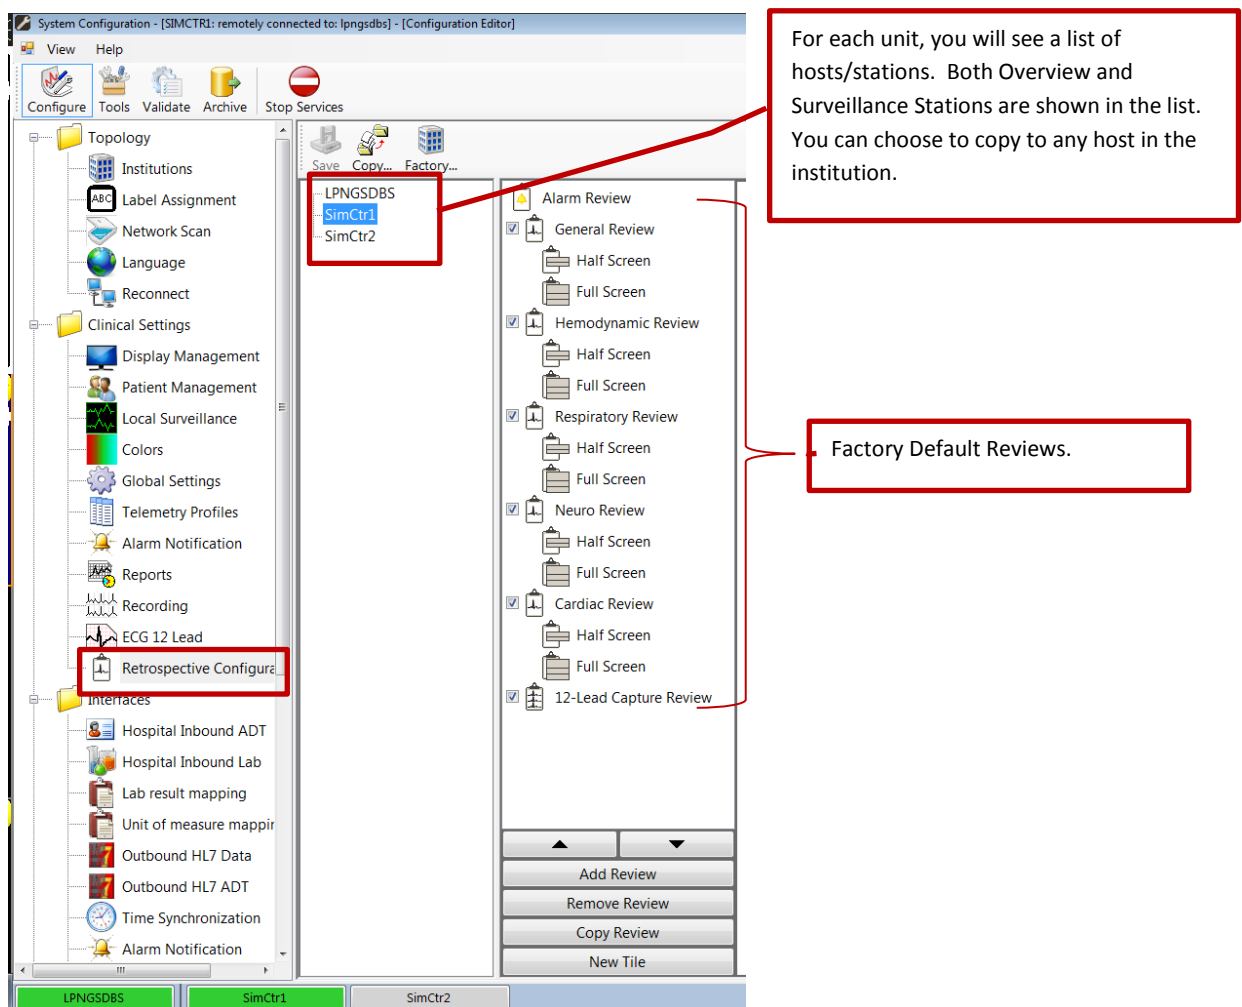 System Configuration - [SIMCTR1: remotely connected to: lpngsdbs] - [Configuration Editor]
View Help
Configure Tools Validate Archive Stop Services
Topology
Institutions
ABC Label Assignment
Network Scan
Language
Reconnect
Clinical Settings
Display Management
Patient Management
Local Surveillance
Colors
Global Settings
Telemetry Profiles
Alarm Notification
Reports
Recording
ECG 12 Lead
Retrospective Configura
Interfaces
Hospital Inbound ADT
Hospital Inbound Lab
Lab result mapping
Unit of measure mappin
Outbound HL7 Data
Outbound HL7 ADT
Time Synchronization
Alarm Notification
Save Copy... Factory...
LPNGSDBS
SimCtr1
SimCtr2
Alarm Review
General Review
Half Screen
Full Screen
Hemodynamic Review
Half Screen
Full Screen
Respiratory Review
Half Screen
Full Screen
Neuro Review
Half Screen
Full Screen
Cardiac Review
Half Screen
Full Screen
12-Lead Capture Review
Add Review
Remove Review
Copy Review
New Tile
For each unit, you will see a list of
hosts/stations. Both Overview and
Surveillance Stations are shown in the list.
You can choose to copy to any host in the
institution.
Factory Default Reviews.
LPNGSDBS SimCtr1 SimCtr2